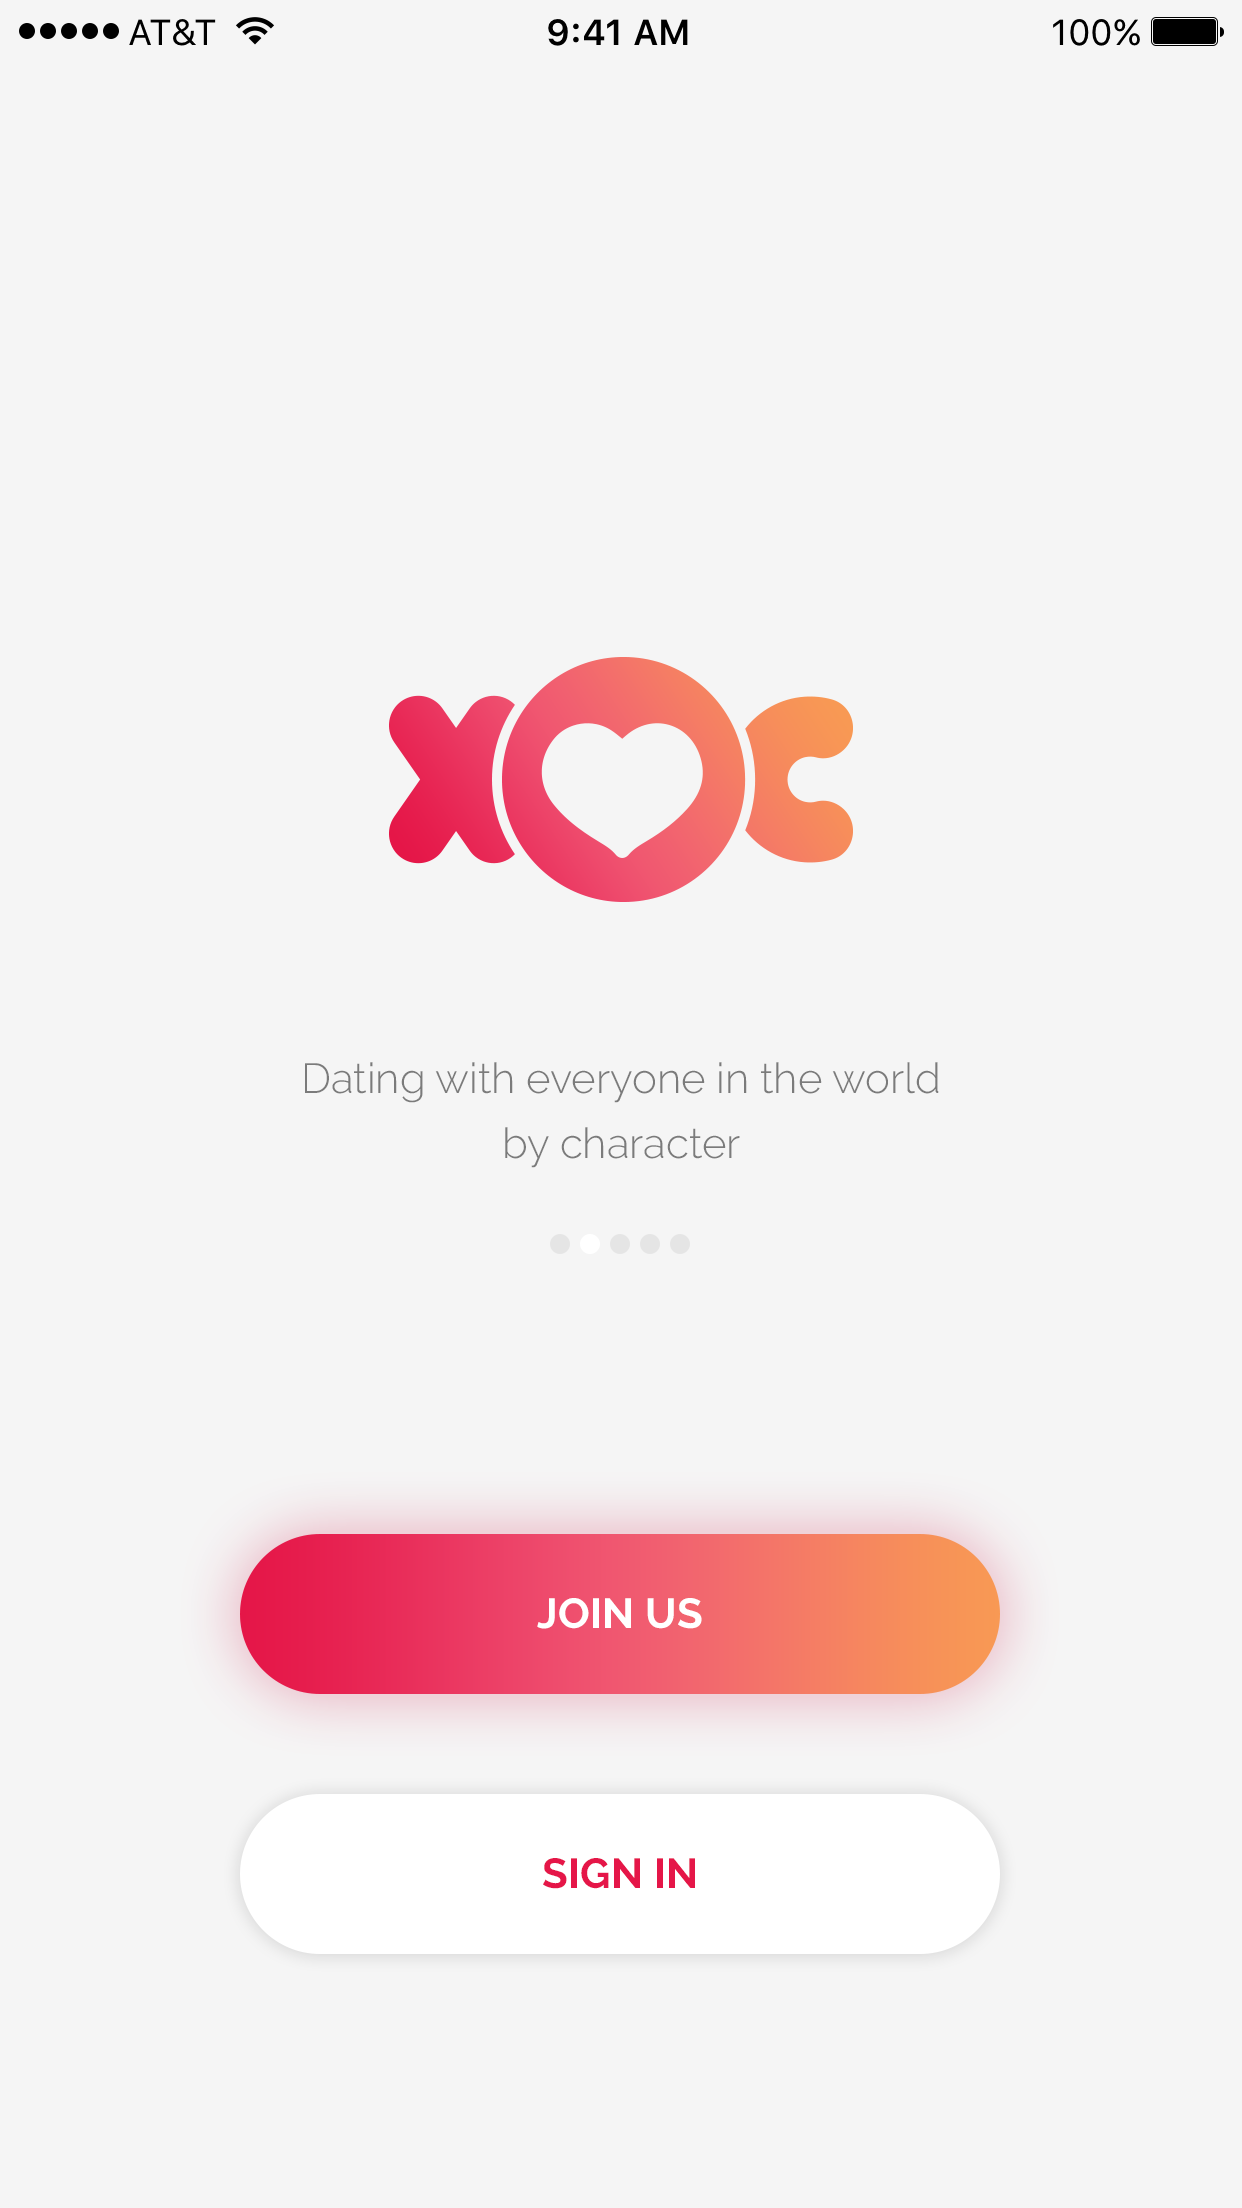 AT&T 9:41 AM 100%
XOC
Dating with everyone in the world
by character
JOIN US
SIGN IN